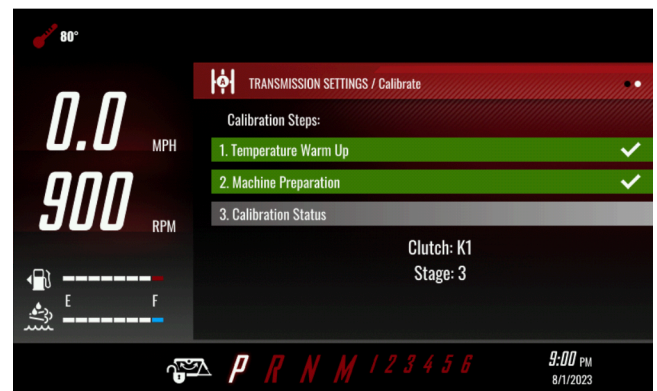 80°
TRANSMISSION SETTINGS / Calibrate
Calibration Steps:
0.0 MPH
1. Temperature Warm Up
2. Machine Preparation
900 RPM
3. Calibration Status
Clutch: K1
Stage: 3
E F
P R N M 1 2 3 4 5 6
9:00 PM
8/1/2023